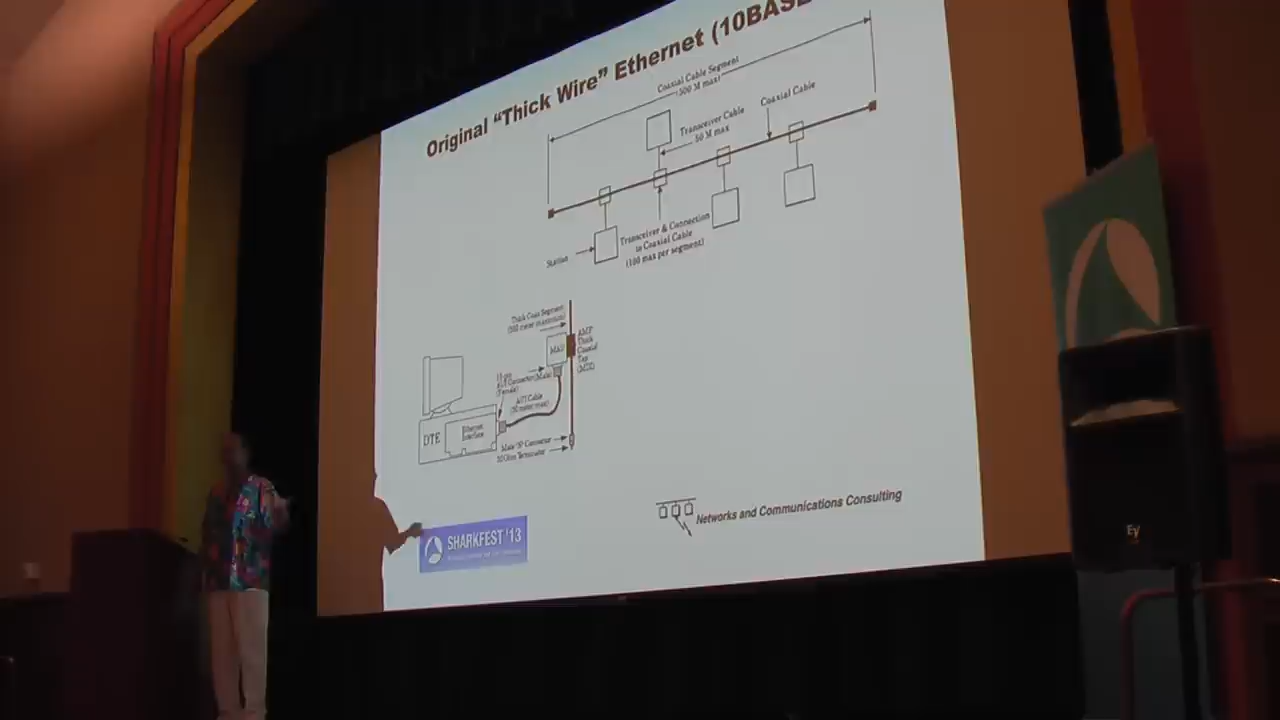 Original "Thick Wire" Ethernet (10BASE
Coaxial Cable Segment
(500 M max)
Coaxial Cable
Transceiver Cable
50 M max
Transceiver & Connection
to Coaxial Cable
(100 max per segment)
Station
Thick Coax Segment
(500 meter maximum)
MAU
AMP
Thick
Coaxial
Tap
15-pin
AUI Connector (Male)
(Female)
AUI Cable
(50 meter max)
DTE
Ethernet
Interface
Male "N" Connector
50 Ohm Terminator
Networks and Communications Consulting
SHARKFEST '13
EV